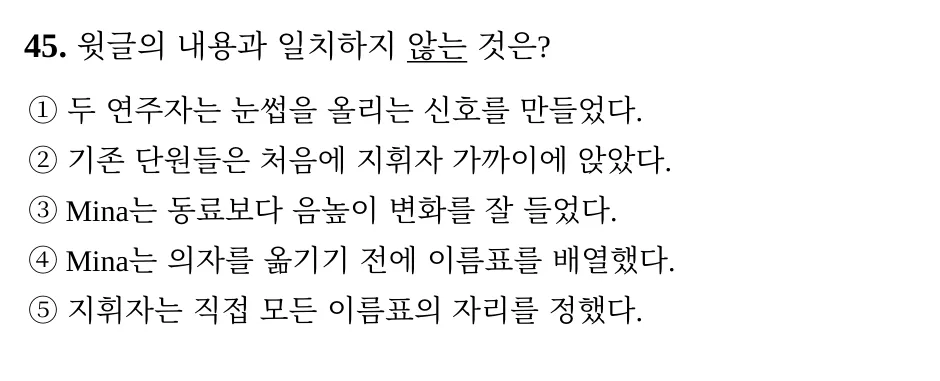 45. 윗글의 내용과 일치하지 않는 것은?
① 두 연주자는 눈썹을 올리는 신호를 만들었다.
② 기존 단원들은 처음에 지휘자 가까이에 앉았다.
③ Mina는 동료보다 음높이 변화를 잘 들었다.
④ Mina는 의자를 옮기기 전에 이름표를 배열했다.
⑤ 지휘자는 직접 모든 이름표의 자리를 정했다.